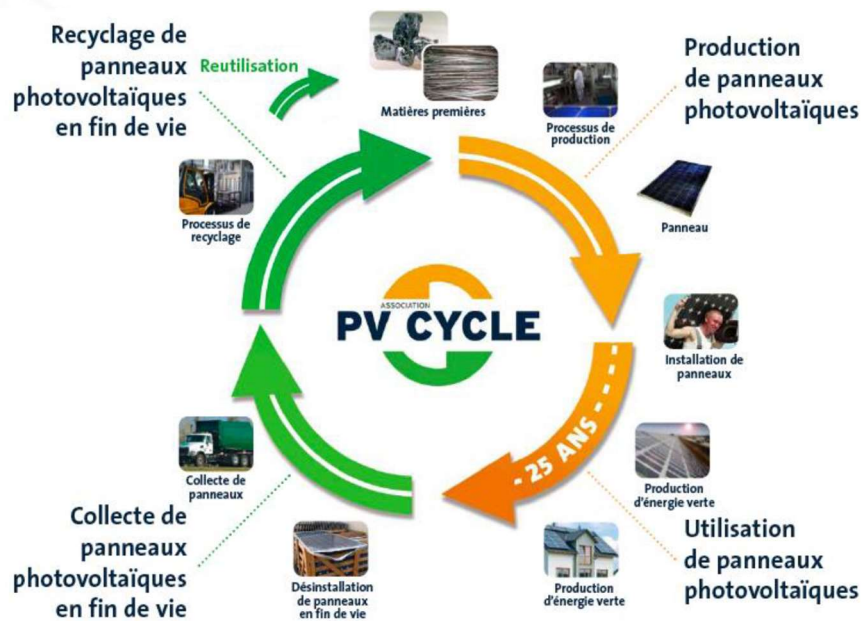 Recyclage de
panneaux
photovoltaïques
en fin de vie
Reutilisation
Matières premières
Processus de
production
Production
de panneaux
photovoltaïques
Panneau
Processus de
recyclage
ASSOCIATION
PV CYCLE
Installation de
panneaux
- 25 ANS -
Production
d'énergie verte
Utilisation
de panneaux
photovoltaïques
Production
d'énergie verte
Désinstallation
de panneaux
en fin de vie
Collecte de
panneaux
Collecte de
panneaux
photovoltaïques
en fin de vie